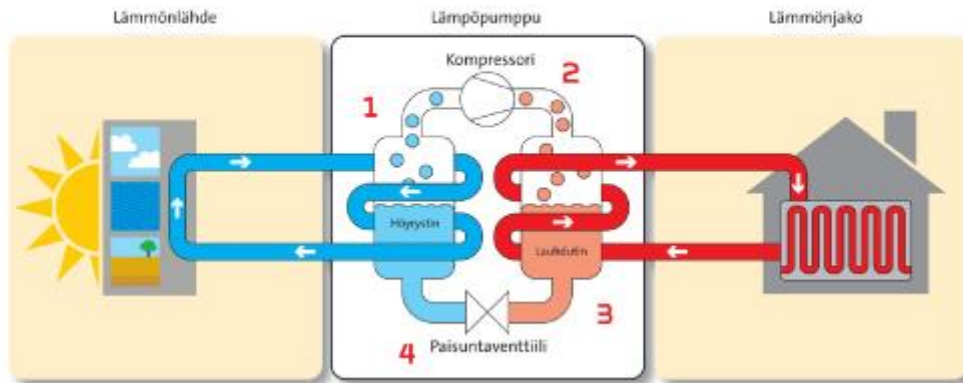 Lämmönlähde
Lämpöpumppu
Lämmönjako
Kompressori
1
2
Höyrystin
Lauhdutin
3
4
Paisuntaventtiili